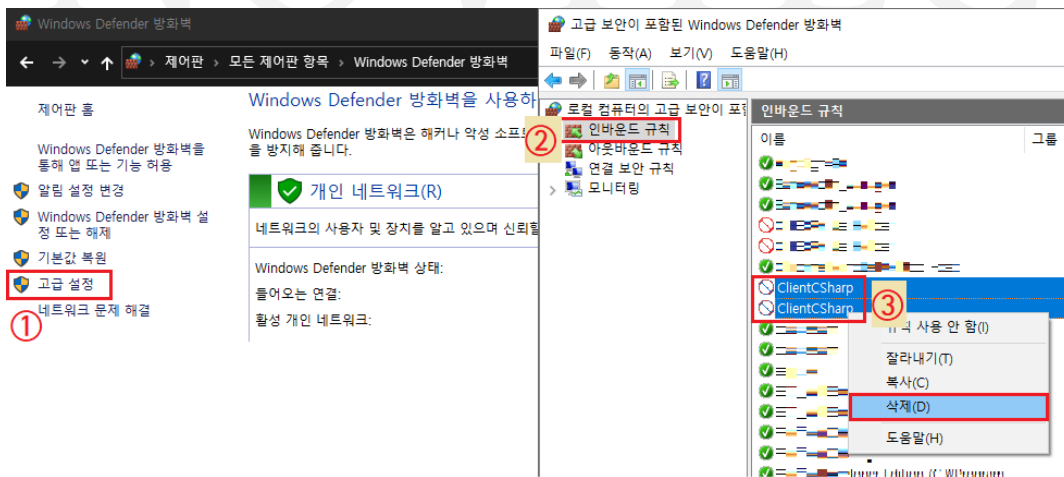 Windows Defender 방화벽
제어판 › 모든 제어판 항목 › Windows Defender 방화벽
제어판 홈
Windows Defender 방화벽을
통해 앱 또는 기능 허용
알림 설정 변경
Windows Defender 방화벽 설
정 또는 해제
기본값 복원
고급 설정
①
네트워크 문제 해결
Windows Defender 방화벽을 사용하
Windows Defender 방화벽은 해커나 악성 소프트
을 방지해 줍니다.
개인 네트워크(R)
네트워크의 사용자 및 장치를 알고 있으며 신뢰할
Windows Defender 방화벽 상태:
들어오는 연결:
활성 개인 네트워크:
고급 보안이 포함된 Windows Defender 방화벽
파일(F) 동작(A) 보기(V) 도움말(H)
로컬 컴퓨터의 고급 보안이 포함
②
인바운드 규칙
아웃바운드 규칙
연결 보안 규칙
모니터링
인바운드 규칙
이름 그룹
ClientCSharp
ClientCSharp
③
규칙 사용 안 함(I)
잘라내기(T)
복사(C)
삭제(D)
도움말(H)